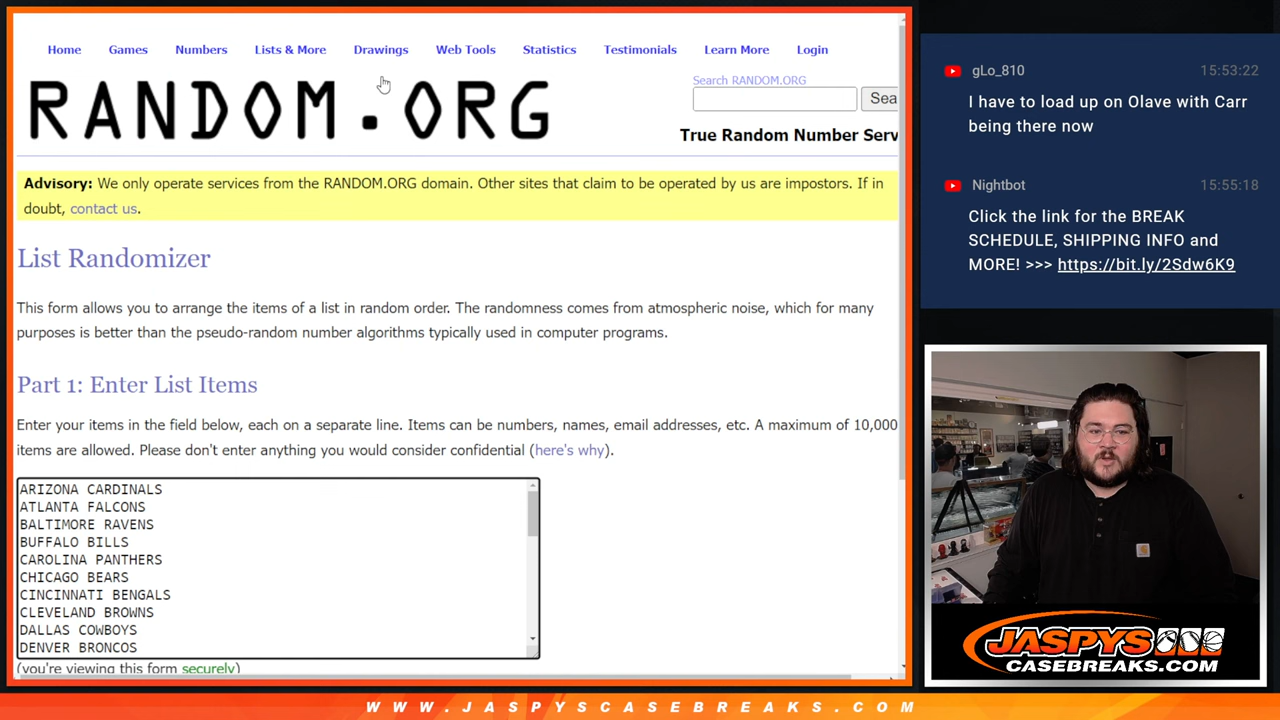 Home Games Numbers Lists & More Drawings Web Tools Statistics Testimonials Learn More Login
RANDOM.ORG
Search RANDOM.ORG
Sea
True Random Number Serv
Advisory: We only operate services from the RANDOM.ORG domain. Other sites that claim to be operated by us are impostors. If in
doubt, contact us.
List Randomizer
This form allows you to arrange the items of a list in random order. The randomness comes from atmospheric noise, which for many
purposes is better than the pseudo-random number algorithms typically used in computer programs.
Part 1: Enter List Items
Enter your items in the field below, each on a separate line. Items can be numbers, names, email addresses, etc. A maximum of 10,000
items are allowed. Please don't enter anything you would consider confidential (here's why).
ARIZONA CARDINALS
ATLANTA FALCONS
BALTIMORE RAVENS
BUFFALO BILLS
CAROLINA PANTHERS
CHICAGO BEARS
CINCINNATI BENGALS
CLEVELAND BROWNS
DALLAS COWBOYS
DENVER BRONCOS
(you're viewing this form securely)
gLo_810 15:53:22
I have to load up on Olave with Carr
being there now
Nightbot 15:55:18
Click the link for the BREAK
SCHEDULE, SHIPPING INFO and
MORE! >>> https://bit.ly/2Sdw6K9
JASPYS
CASEBREAKS.COM
WWW.JASPYSCASEBREAKS.COM